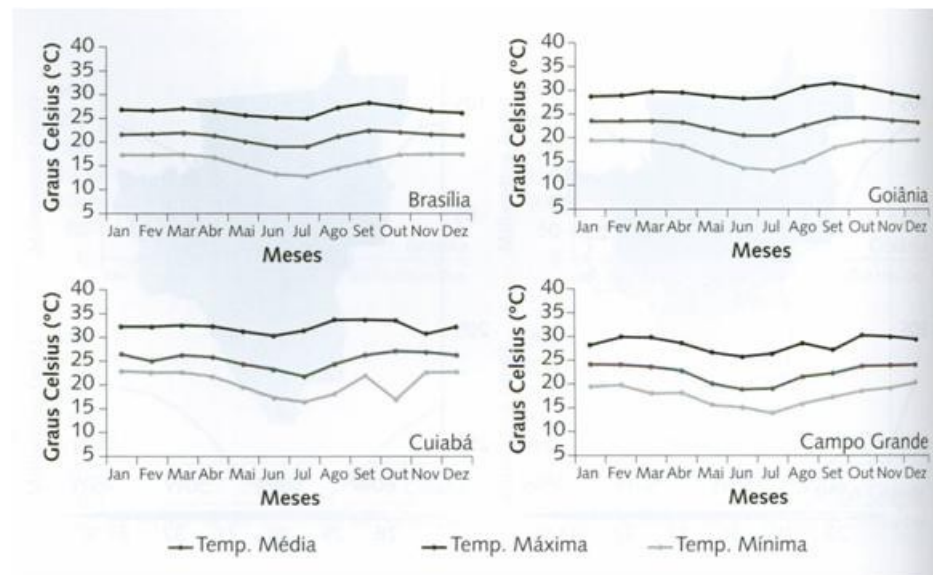 Graus Celsius (°C)
40
35
30
25
20
15
10
5
Brasília
Jan Fev Mar Abr Mai Jun Jul Ago Set Out Nov Dez
Meses
Graus Celsius (°C)
40
35
30
25
20
15
10
5
Goiânia
Jan Fev Mar Abr Mai Jun Jul Ago Set Out Nov Dez
Meses
Graus Celsius (°C)
40
35
30
25
20
15
10
5
Cuiabá
Jan Fev Mar Abr Mai Jun Jul Ago Set Out Nov Dez
Meses
Graus Celsius (°C)
40
35
30
25
20
15
10
5
Campo Grande
Jan Fev Mar Abr Mai Jun Jul Ago Set Out Nov Dez
Meses
Temp. Média Temp. Máxima Temp. Mínima